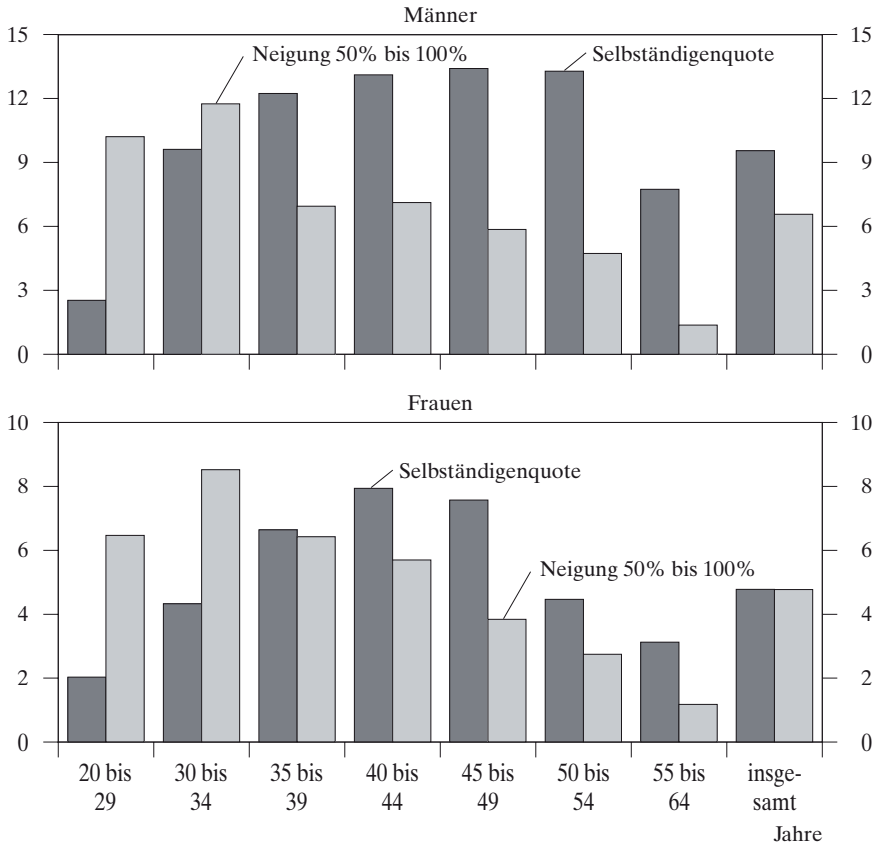 Männer
15 15
Neigung 50% bis 100% Selbständigenquote
12 12
9 9
6 6
3 3
0 0
Frauen
10 10
8 8
Selbständigenquote
6 6
Neigung 50% bis 100%
4 4
2 2
0 0
20 bis 30 bis 35 bis 40 bis 45 bis 50 bis 55 bis insge-
29 34 39 44 49 54 64 samt
Jahre